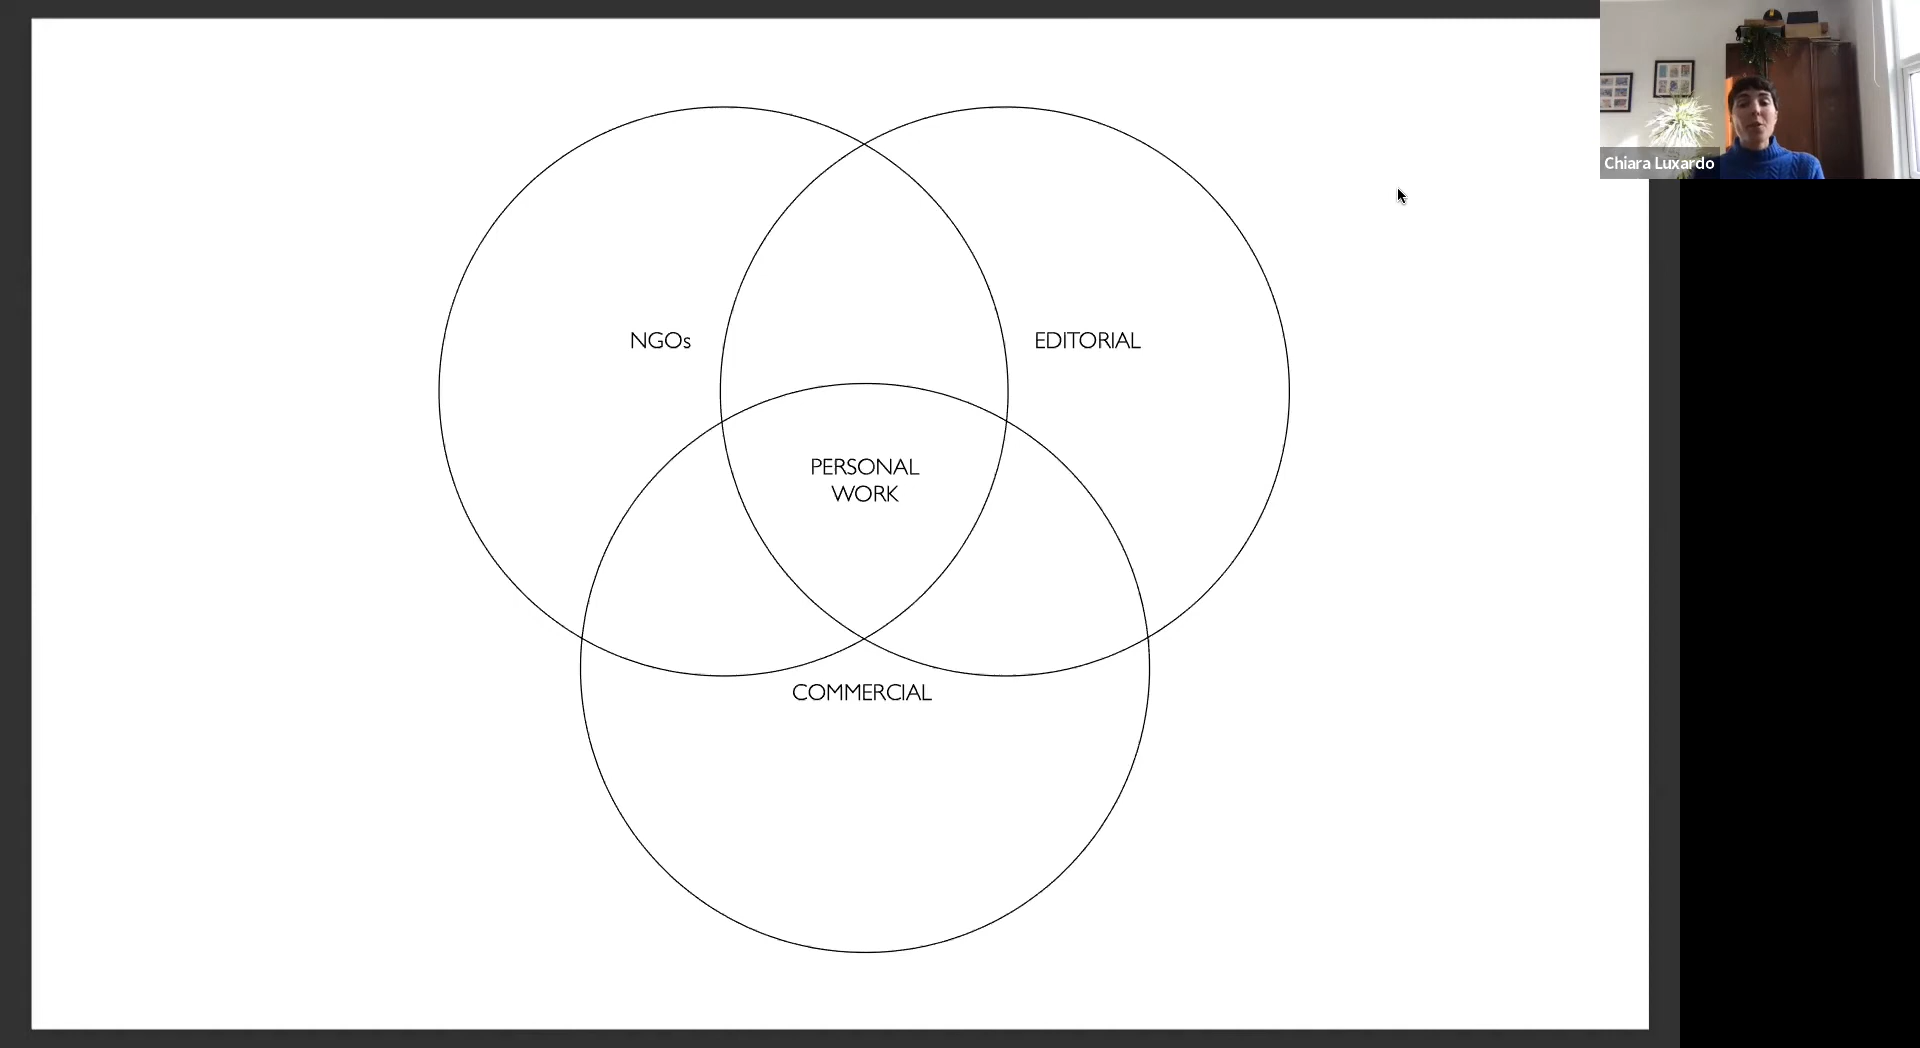 Chiara Luxardo
NGOs
EDITORIAL
PERSONAL
WORK
COMMERCIAL